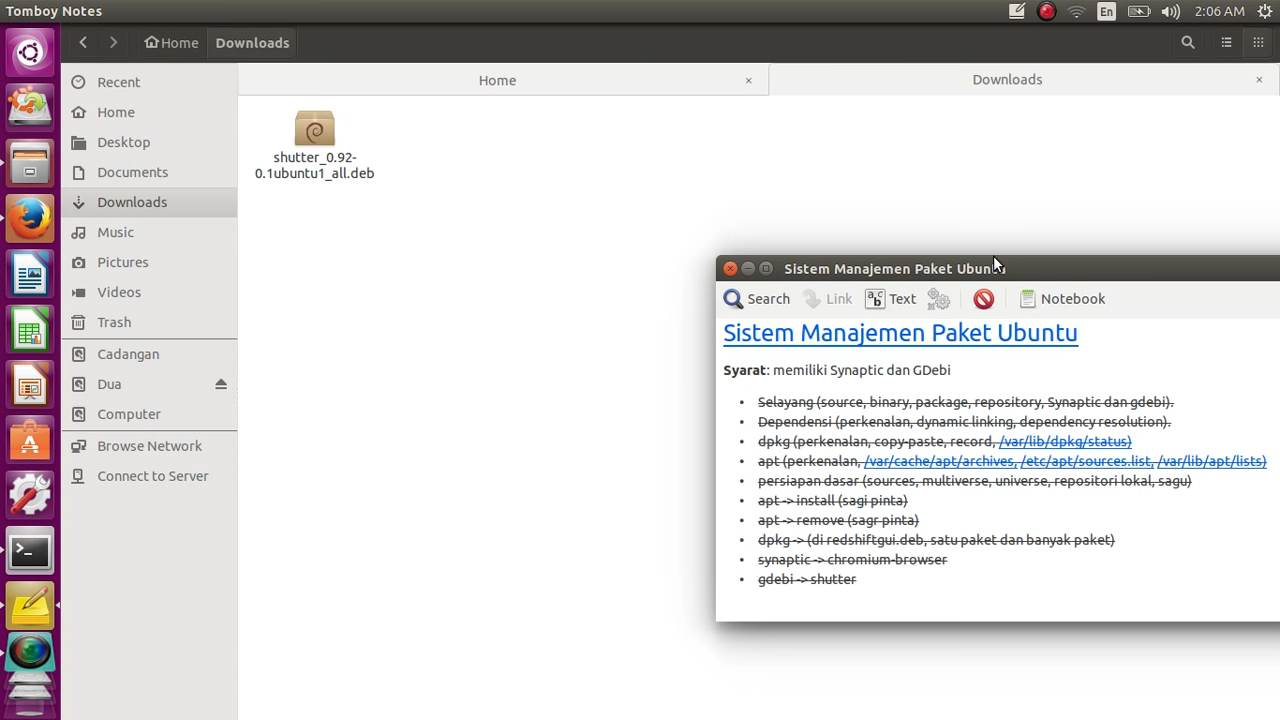 Tomboy Notes
En
2:06 AM
Home
Downloads
Recent
Home
Desktop
Documents
Downloads
Music
Pictures
Videos
Trash
Cadangan
Dua
Computer
Browse Network
Connect to Server
Home ×
Downloads ×
shutter_0.92-
0.1ubuntu1_all.deb
Sistem Manajemen Paket Ubuntu
Search Link Text Notebook
Sistem Manajemen Paket Ubuntu
Syarat: memiliki Synaptic dan GDebi
• Selayang (source, binary, package, repository, Synaptic dan gdebi).
• Dependensi (perkenalan, dynamic linking, dependency resolution).
• dpkg (perkenalan, copy-paste, record, /var/lib/dpkg/status)
• apt (perkenalan, /var/cache/apt/archives, /etc/apt/sources.list, /var/lib/apt/lists)
• persiapan dasar (sources, multiverse, universe, repositori lokal, sagu)
• apt -> install (sagi pinta)
• apt -> remove (sagr pinta)
• dpkg -> (di redshiftgui.deb, satu paket dan banyak paket)
• synaptic -> chromium-browser
• gdebi -> shutter